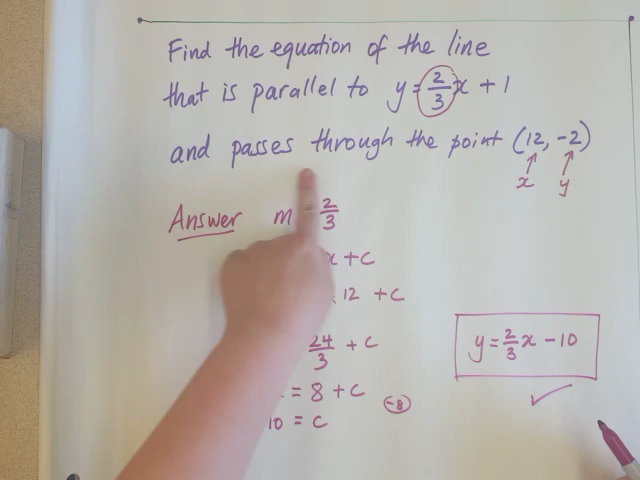 Find the equation of the line
that is parallel to y = 2/3 x + 1
and passes through the point (12, -2)
x y
Answer m 2/3
x + c
12 + c
24/3 + c
= 8 + c
-8
10 = c
y = 2/3 x - 10